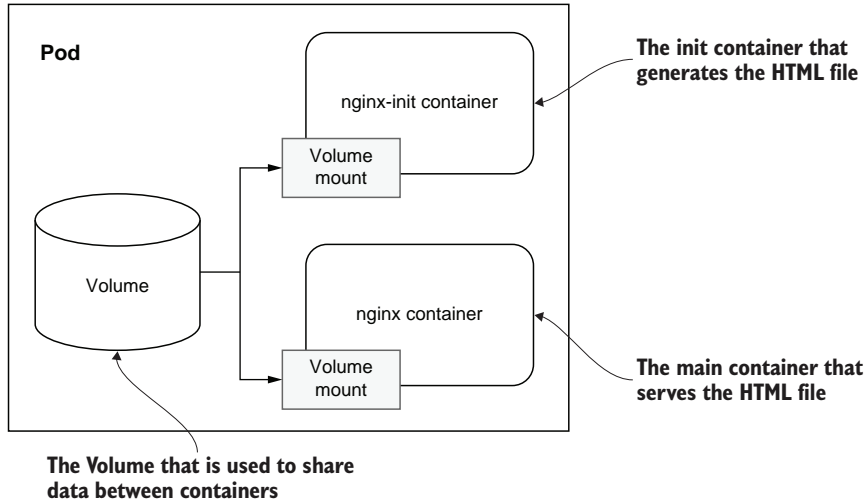 Pod
The init container that
generates the HTML file
nginx-init container
Volume
mount
Volume
nginx container
Volume
mount
The main container that
serves the HTML file
The Volume that is used to share
data between containers